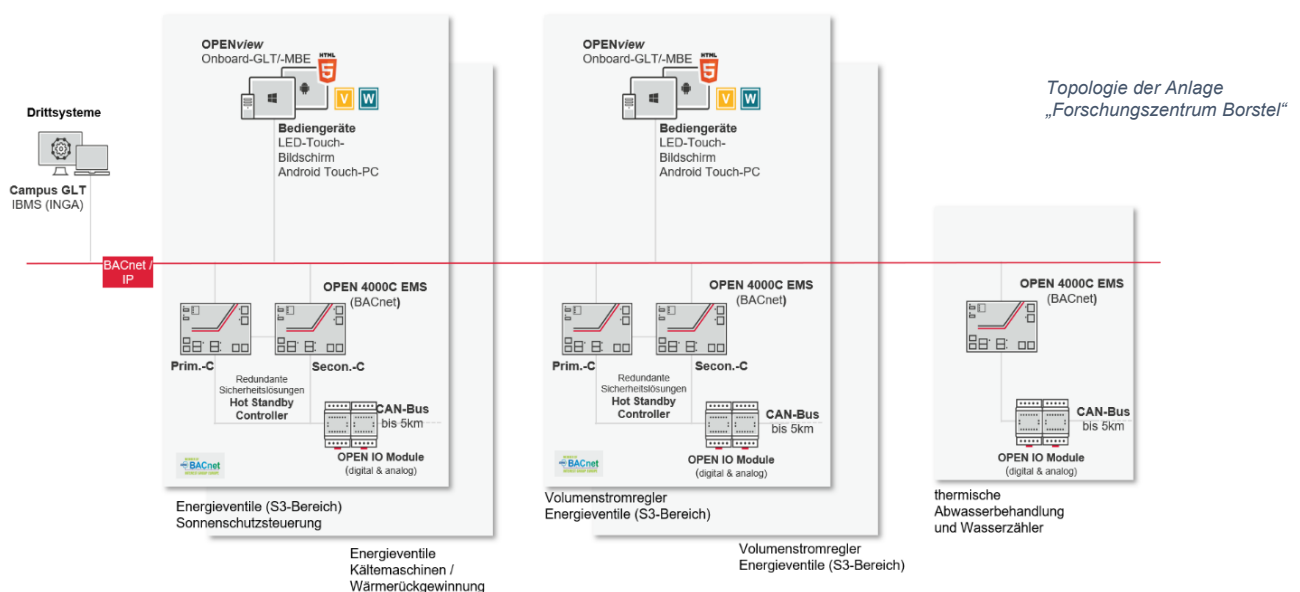 Topologie der Anlage
„Forschungszentrum Borstel“
Drittsysteme
Campus GLT
IBMS (INGA)
BACnet /
IP
OPENview
Onboard-GLT/-MBE
HTML
5
V
W
Bediengeräte
LED-Touch-
Bildschirm
Android Touch-PC
OPEN 4000C EMS
(BACnet)
Prim.-C
Secon.-C
Redundante
Sicherheitslösungen
Hot Standby
Controller
CAN-Bus
bis 5km
OPEN IO Module
(digital & analog)
BACnet
Energieventile (S3-Bereich)
Sonnenschutzsteuerung
Energieventile
Kältemaschinen /
Wärmerückgewinnung
OPENview
Onboard-GLT/-MBE
HTML
5
V
W
Bediengeräte
LED-Touch-
Bildschirm
Android Touch-PC
OPEN 4000C EMS
(BACnet)
Prim.-C
Secon.-C
Redundante
Sicherheitslösungen
Hot Standby
Controller
CAN-Bus
bis 5km
OPEN IO Module
(digital & analog)
BACnet
Volumenstromregler
Energieventile (S3-Bereich)
Volumenstromregler
Energieventile (S3-Bereich)
OPEN 4000C EMS
(BACnet)
CAN-Bus
bis 5km
OPEN IO Module
(digital & analog)
thermische
Abwasserbehandlung
und Wasserzähler